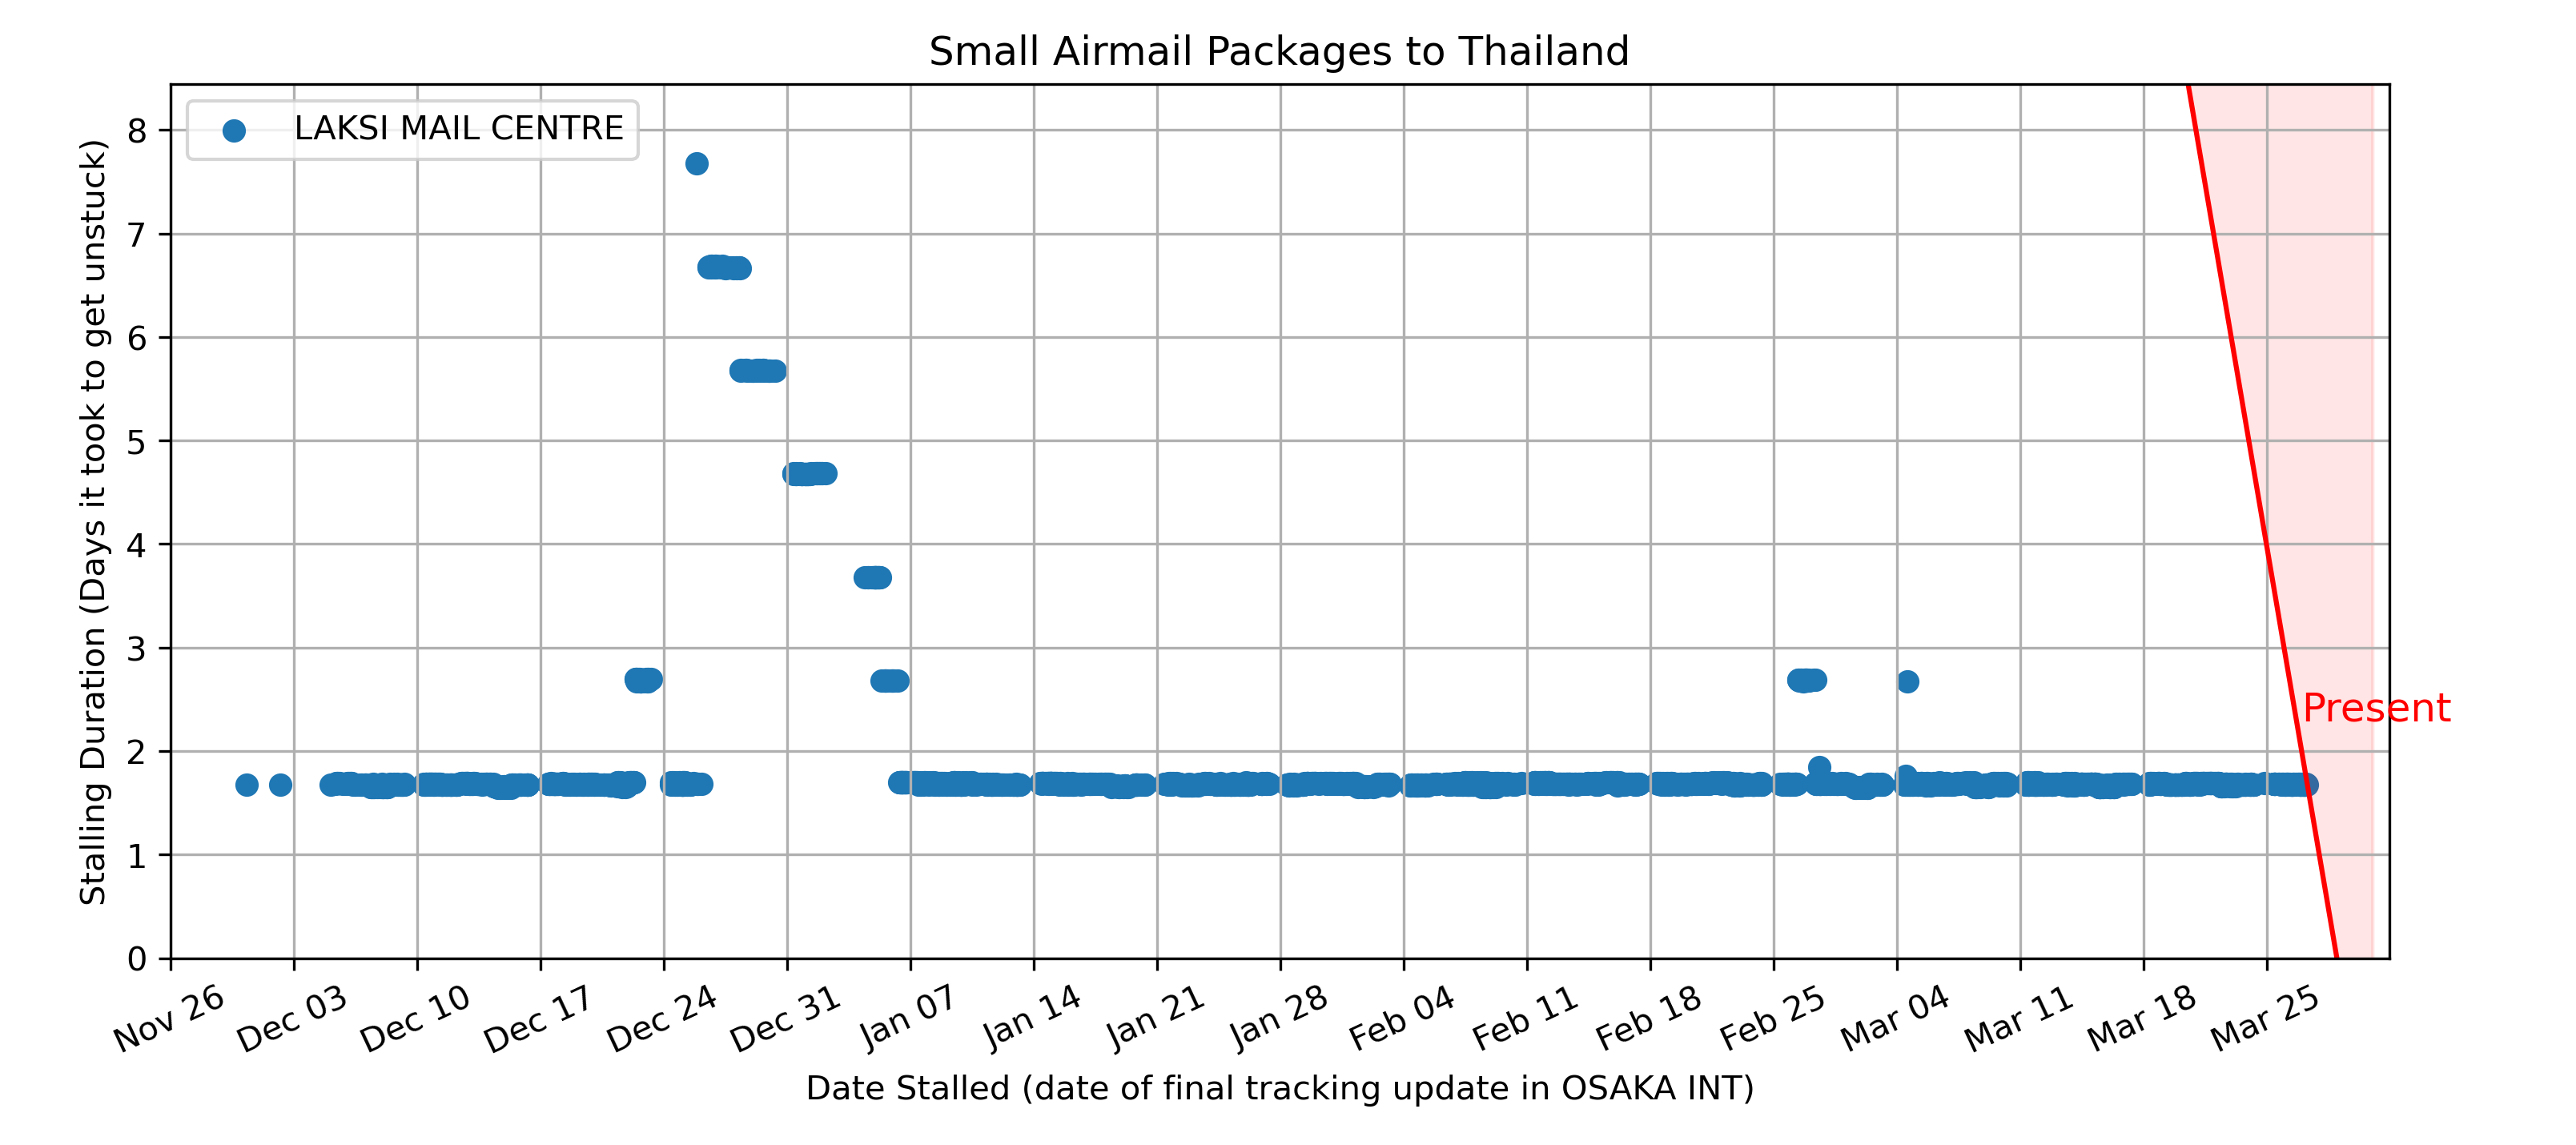 Small Airmail Packages to Thailand
LAKSI MAIL CENTRE
Stalling Duration (Days it took to get unstuck)
8
7
6
5
4
3
2
1
0
Present
Nov 26
Dec 03
Dec 10
Dec 17
Dec 24
Dec 31
Jan 07
Jan 14
Jan 21
Jan 28
Feb 04
Feb 11
Feb 18
Feb 25
Mar 04
Mar 11
Mar 18
Mar 25
Date Stalled (date of final tracking update in OSAKA INT)